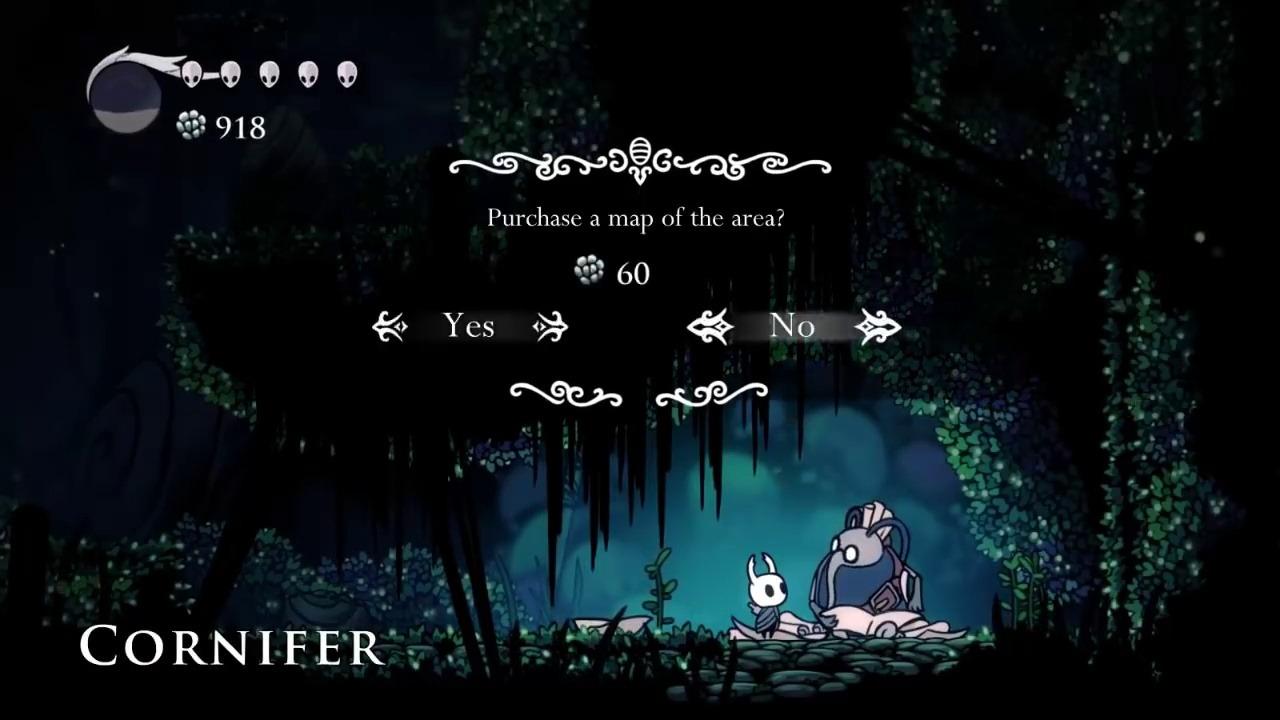 918
Purchase a map of the area?
60
Yes No
CORNIFER